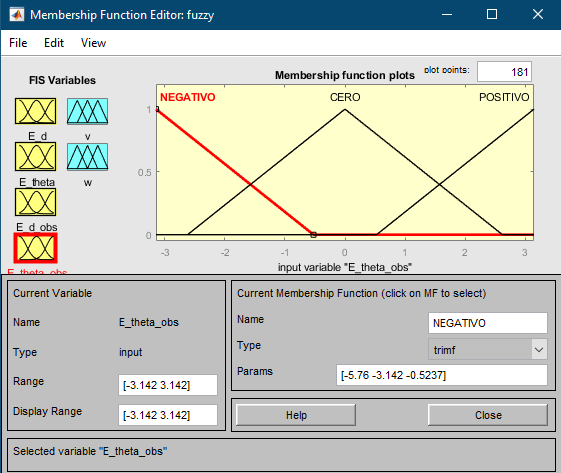 Membership Function Editor: fuzzy
File Edit View
FIS Variables
E_d
v
E_theta
w
E_d_obs
E_theta_obs
Membership function plots
plot points:
181
NEGATIVO
CERO
POSITIVO
1
0.5
0
-3 -2 -1 0 1 2 3
input variable "E_theta_obs"
Current Variable
Name E_theta_obs
Type input
Range [-3.142 3.142]
Display Range [-3.142 3.142]
Current Membership Function (click on MF to select)
Name NEGATIVO
Type trimf
Params [-5.76 -3.142 -0.5237]
Help Close
Selected variable "E_theta_obs"